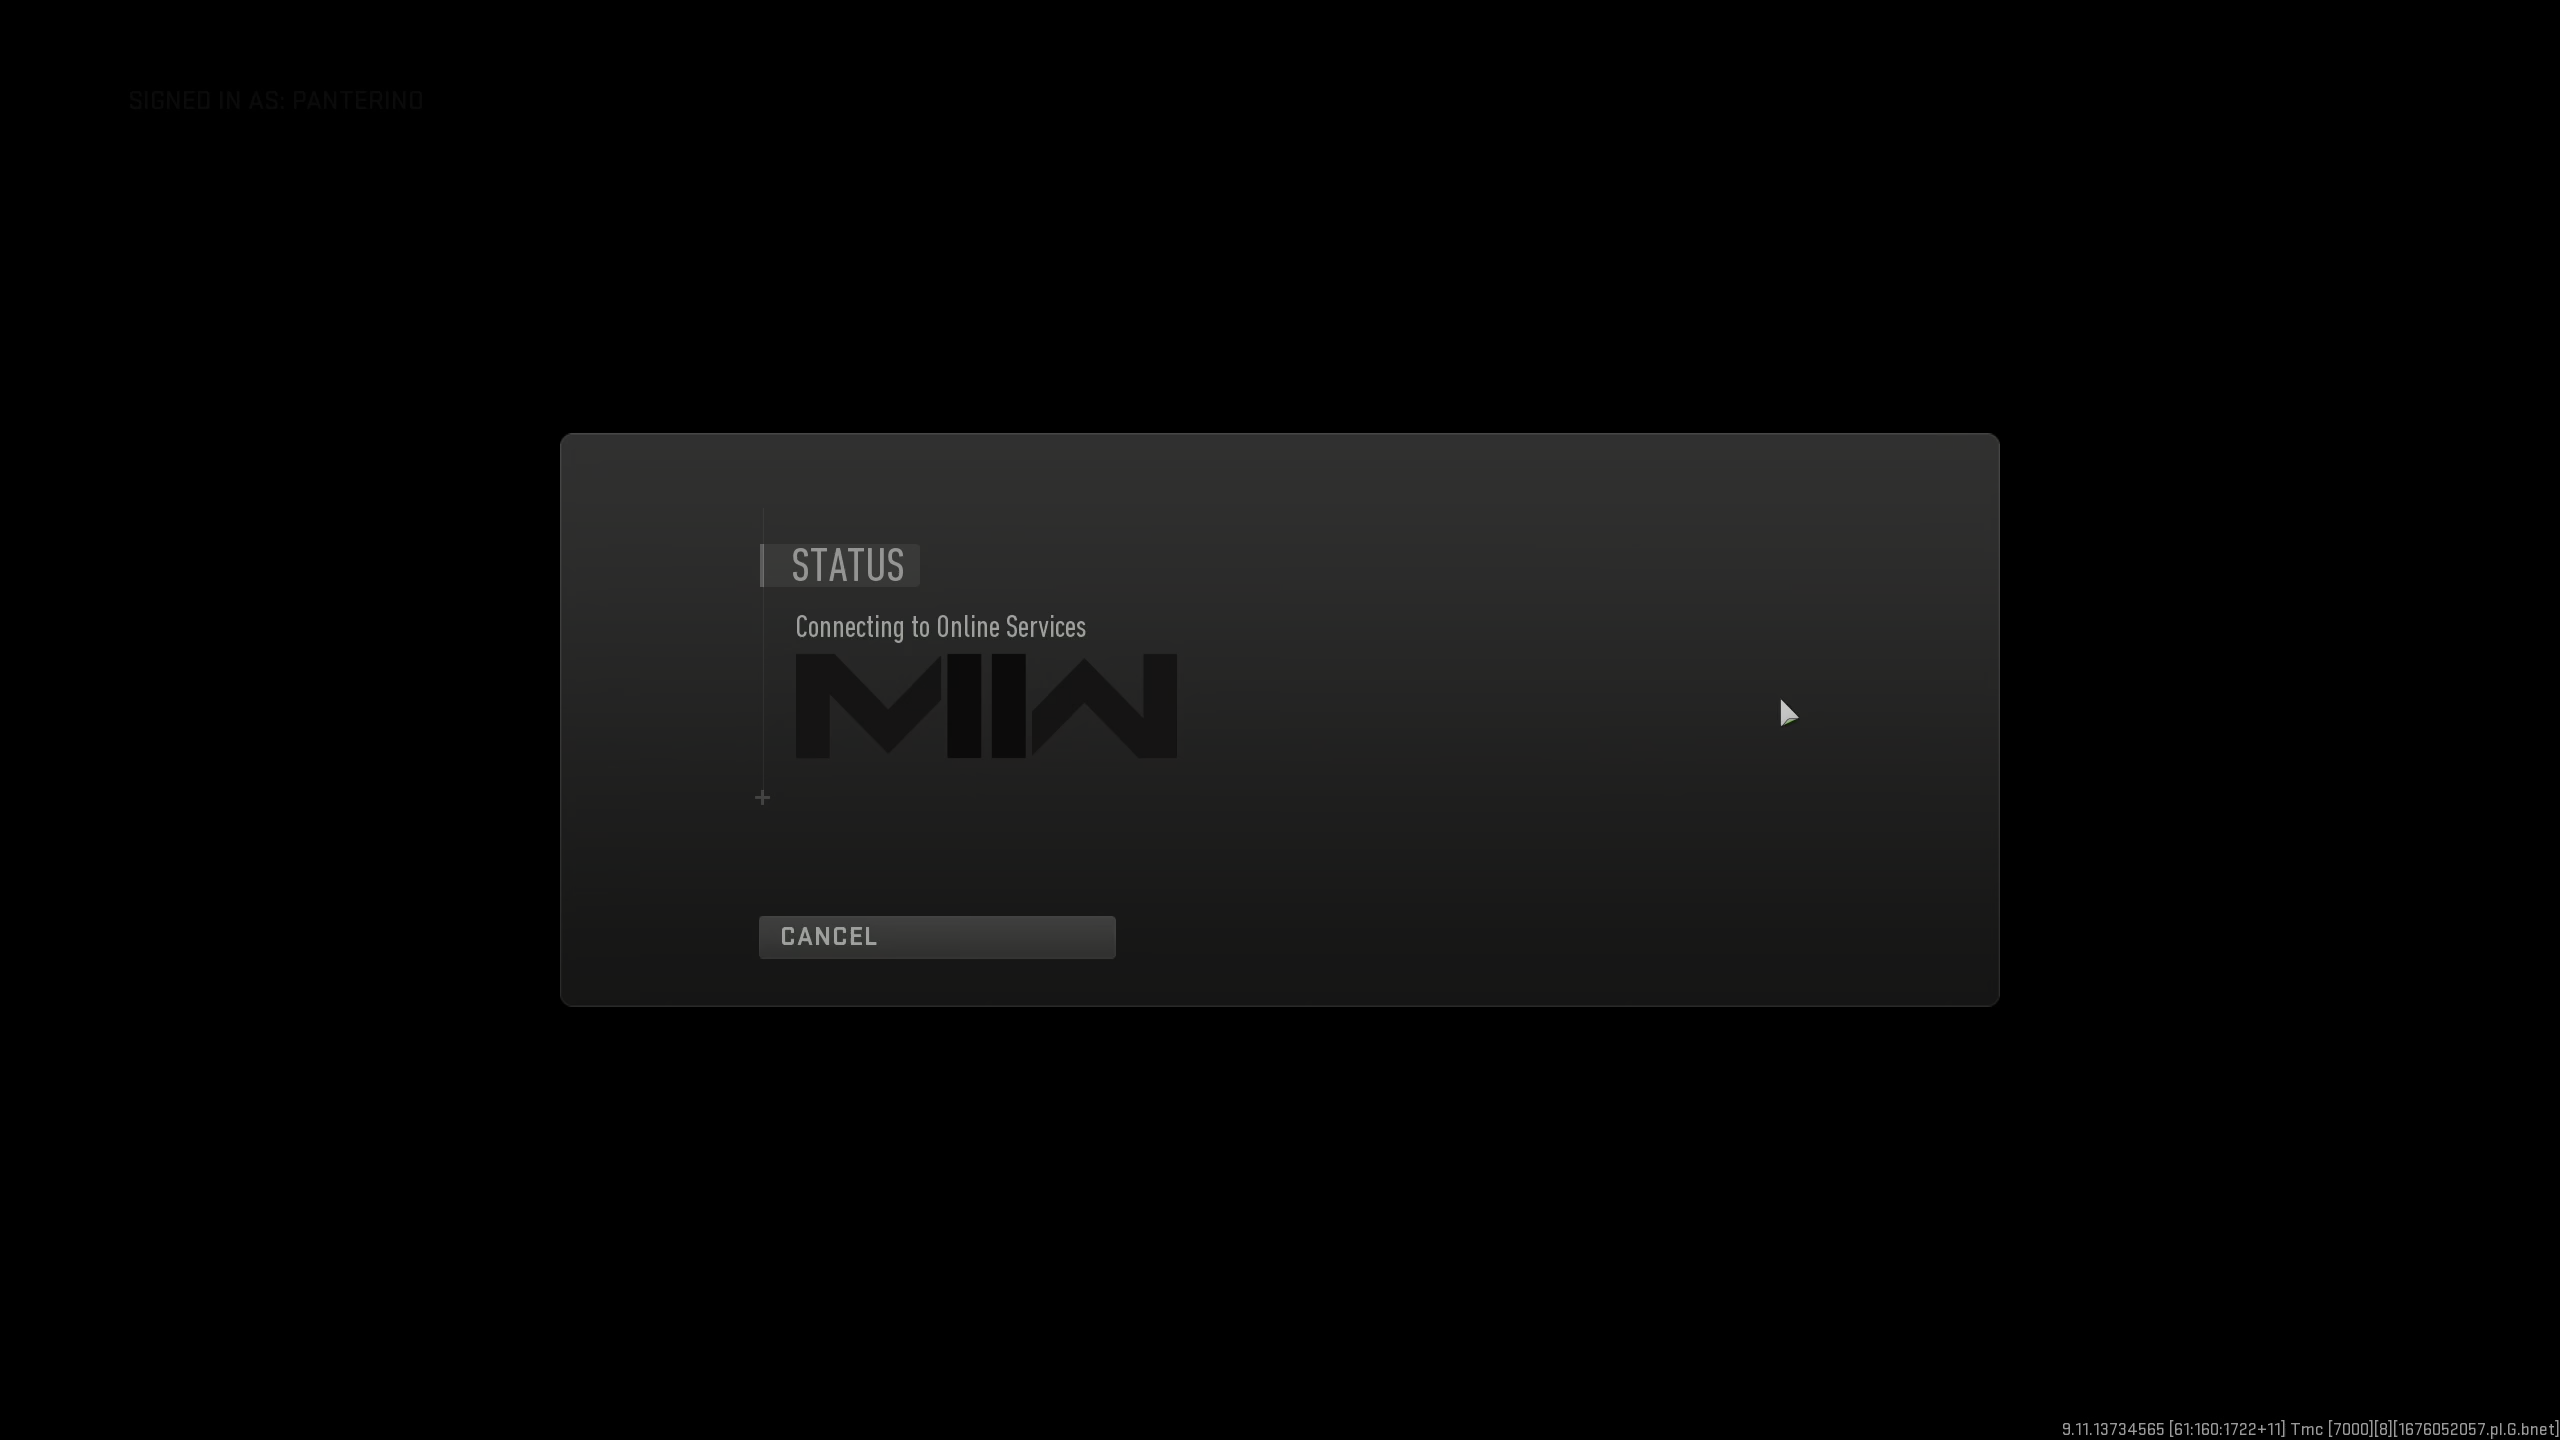 SIGNED IN AS: PANTERINO
STATUS
Connecting to Online Services
MIIW
CANCEL
9.11.13734565 [61:160:1722+11] Tmc [7000][8][1676052057.pl.G.bnet]